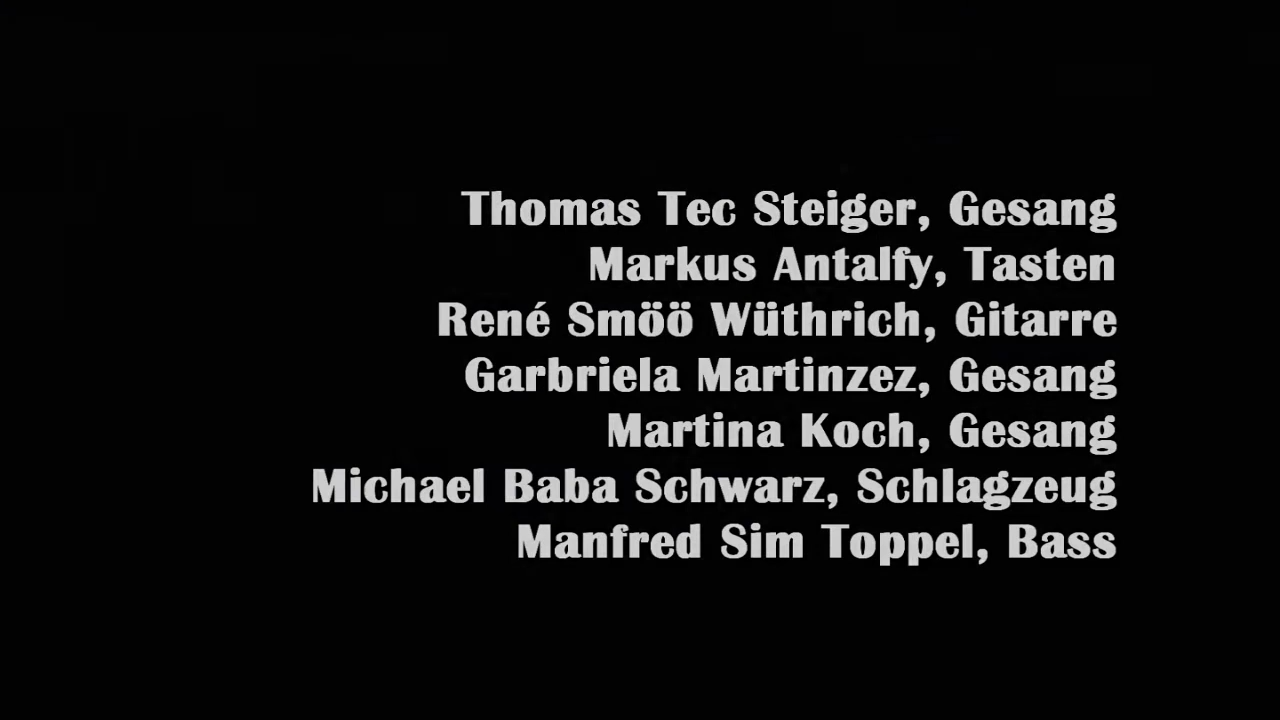 Thomas Tec Steiger, Gesang
Markus Antalfy, Tasten
René Smöö Wüthrich, Gitarre
Garbriela Martinzez, Gesang
Martina Koch, Gesang
Michael Baba Schwarz, Schlagzeug
Manfred Sim Toppel, Bass